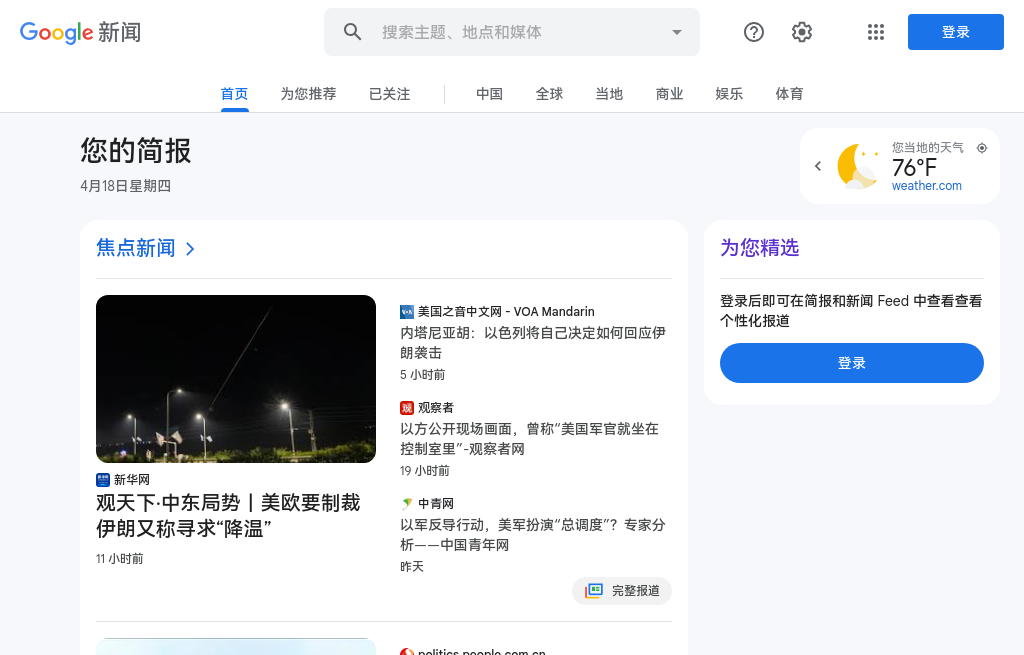 Google 新闻
搜索主题、地点和媒体
登录
首页 为您推荐 已关注 中国 全球 当地 商业 娱乐 体育
您的简报
4月18日星期四
您当地的天气
76°F
weather.com
焦点新闻
新华网
观天下·中东局势丨美欧要制裁
伊朗又称寻求“降温”
11 小时前
美国之音中文网 - VOA Mandarin
内塔尼亚胡：以色列将自己决定如何回应伊
朗袭击
5 小时前
观察者
以方公开现场画面，曾称“美国军官就坐在
控制室里”-观察者网
19 小时前
中青网
以军反导行动，美军扮演“总调度”？专家分
析——中国青年网
昨天
完整报道
politics.people.com.cn
为您精选
登录后即可在简报和新闻 Feed 中查看查看
个性化报道
登录